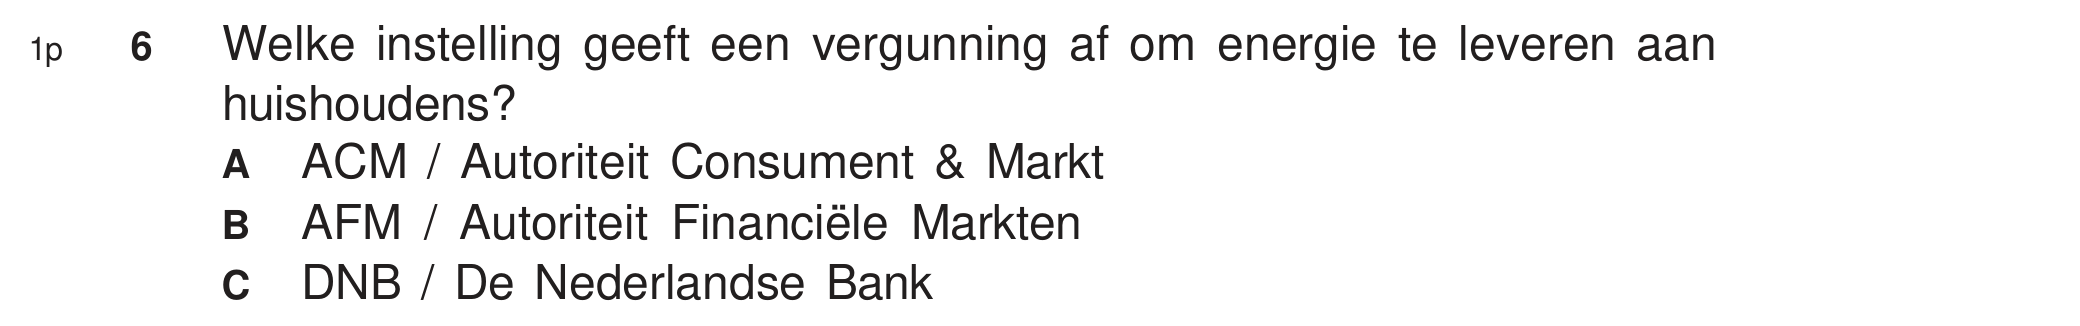 1p 6 Welke instelling geeft een vergunning af om energie te leveren aan
huishoudens?
A ACM / Autoriteit Consument & Markt
B AFM / Autoriteit Financiële Markten
C DNB / De Nederlandse Bank